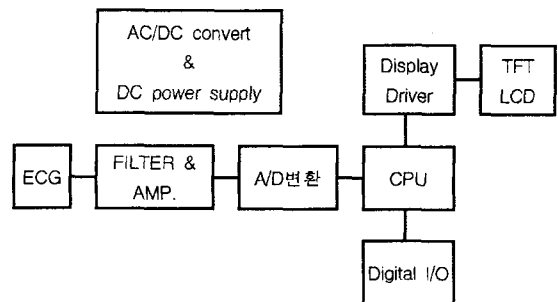 AC/DC convert
&
DC power supply
Display
Driver
TFT
LCD
ECG
FILTER &
AMP.
A/D변환
CPU
Digital I/O